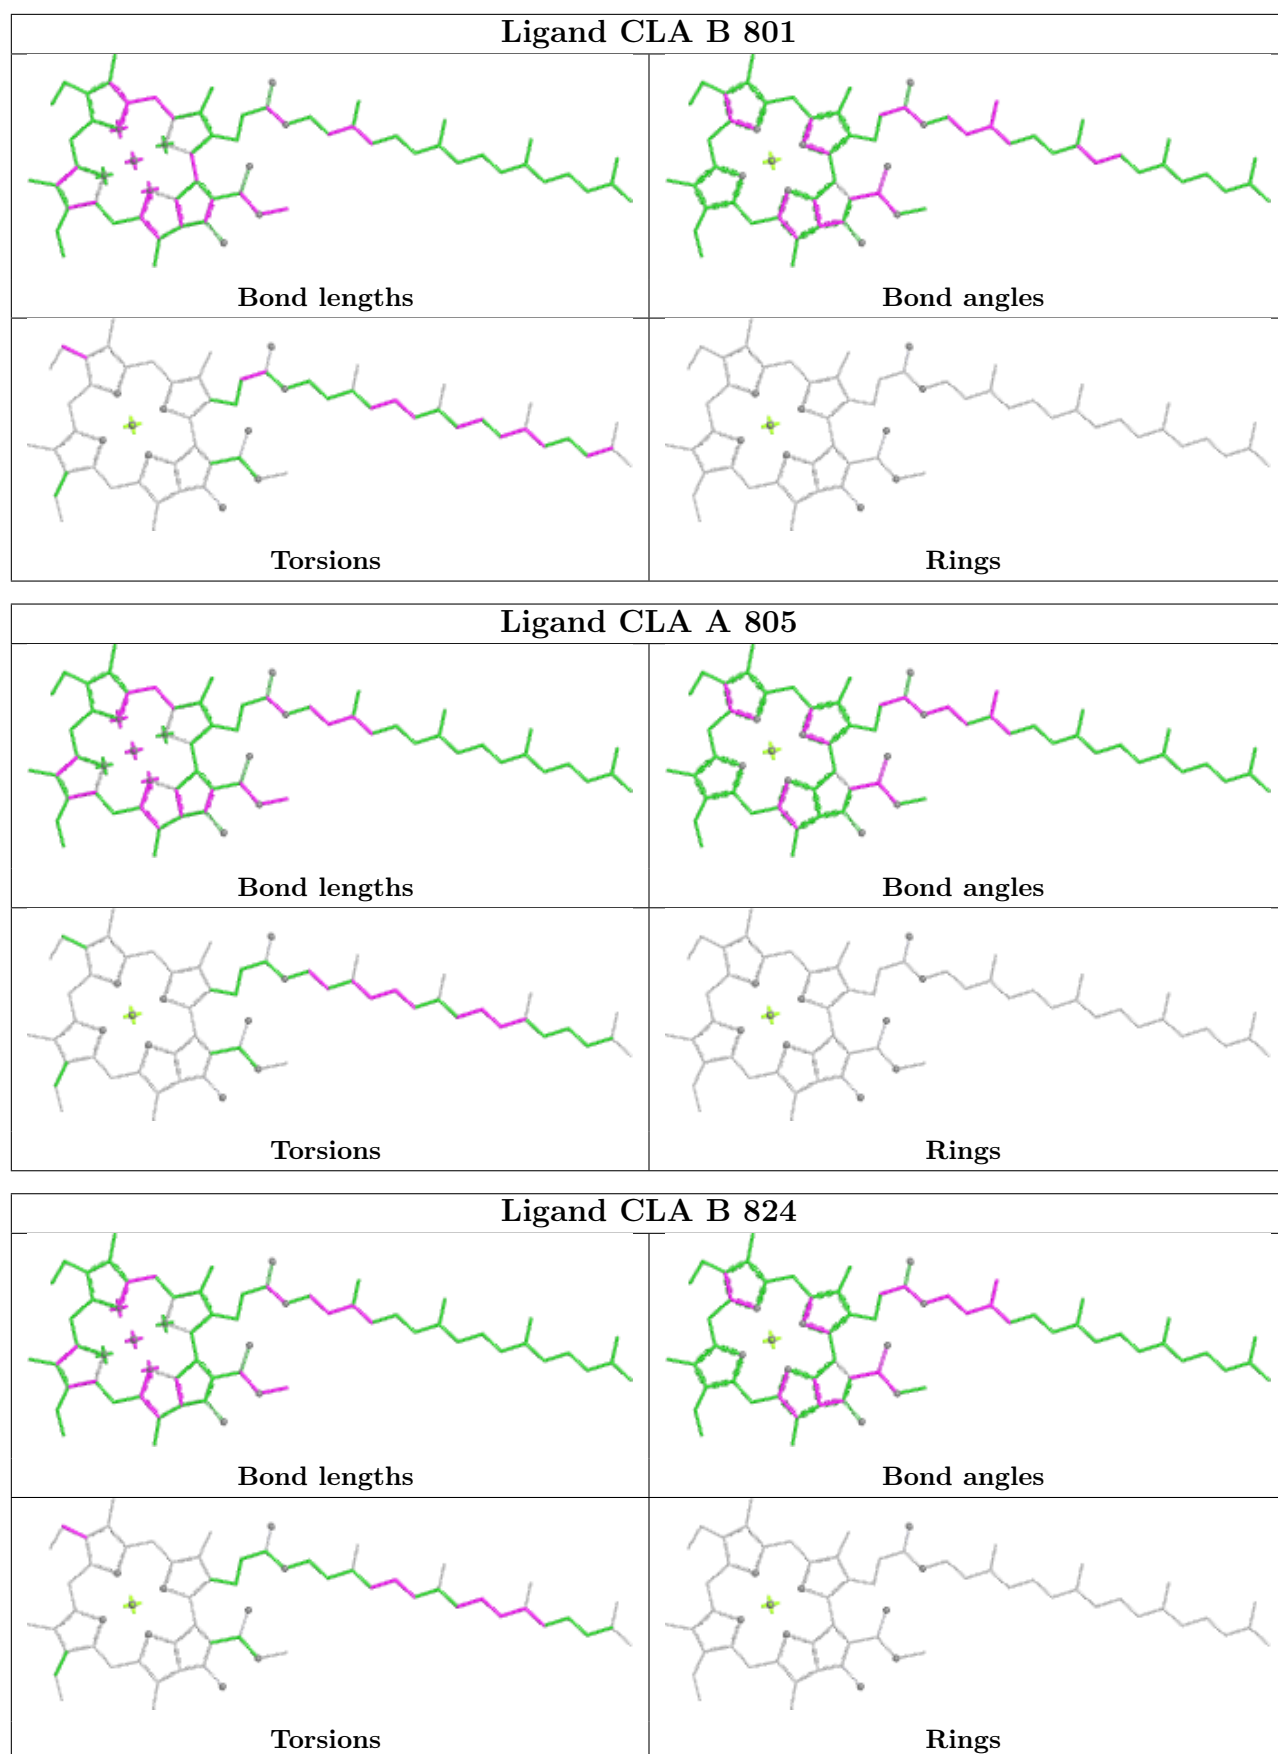 Ligand CLA B 801
Bond lengths
Bond angles
Torsions
Rings
Ligand CLA A 805
Bond lengths
Bond angles
Torsions
Rings
Ligand CLA B 824
Bond lengths
Bond angles
Torsions
Rings